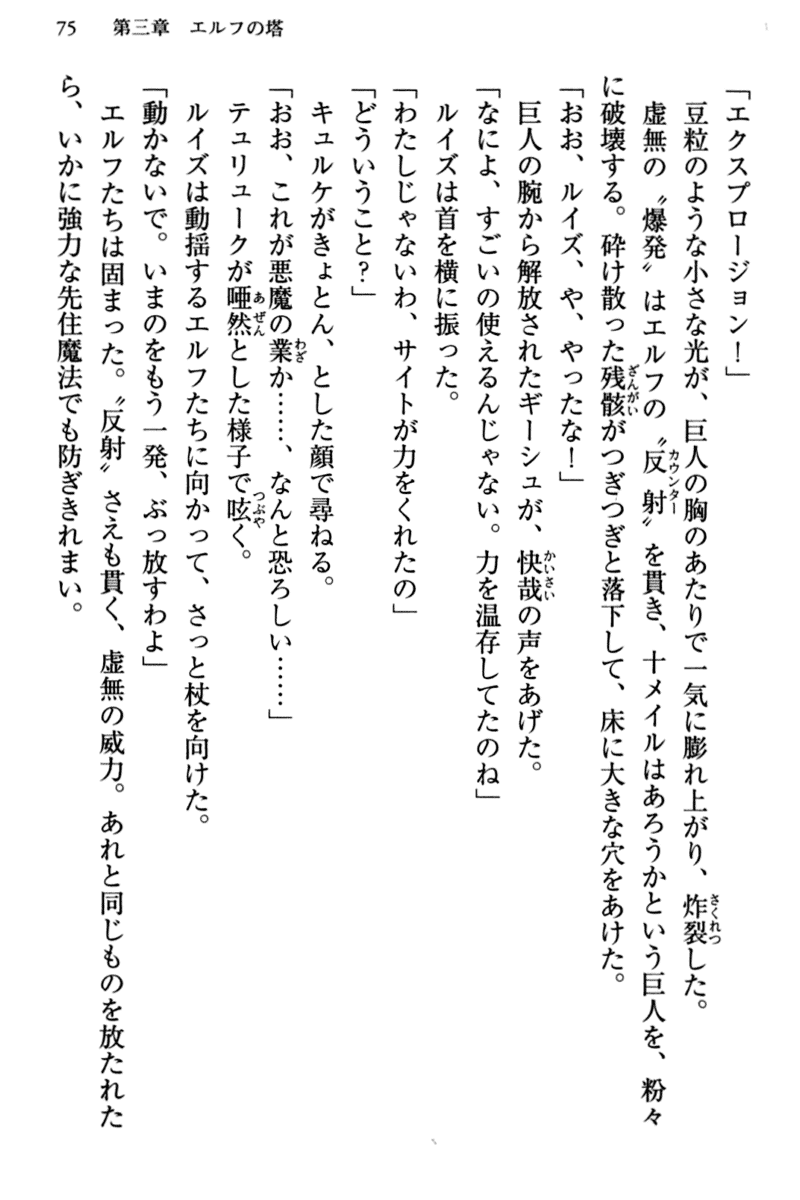 75 第三章 エルフの塔
「エクスプロージョン！」
　豆粒のような小さな光が、巨人の胸のあたりで一気に膨れ上がり、炸裂した。
　虚無の〝爆発〟はエルフの〝反射〟を貫き、十メイルはあろうかという巨人を、粉々
に破壊する。砕け散った残骸がつぎつぎと落下して、床に大きな穴をあけた。
「おお、ルイズ、や、やったな！」
　巨人の腕から解放されたギーシュが、快哉の声をあげた。
「なによ、すごいの使えるんじゃない。力を温存してたのね」
　ルイズは首を横に振った。
「わたしじゃないわ、サイトが力をくれたの」
「どういうこと？」
　キュルケがきょとん、とした顔で尋ねる。
「おお、これが悪魔の業か……、なんと恐ろしい……」
　テュリュークが唖然とした様子で呟く。
　ルイズは動揺するエルフたちに向かって、さっと杖を向けた。
「動かないで。いまのをもう一発、ぶっ放すわよ」
　エルフたちは固まった。〝反射〟さえも貫く、虚無の威力。あれと同じものを放たれた
ら、いかに強力な先住魔法でも防ぎきれまい。